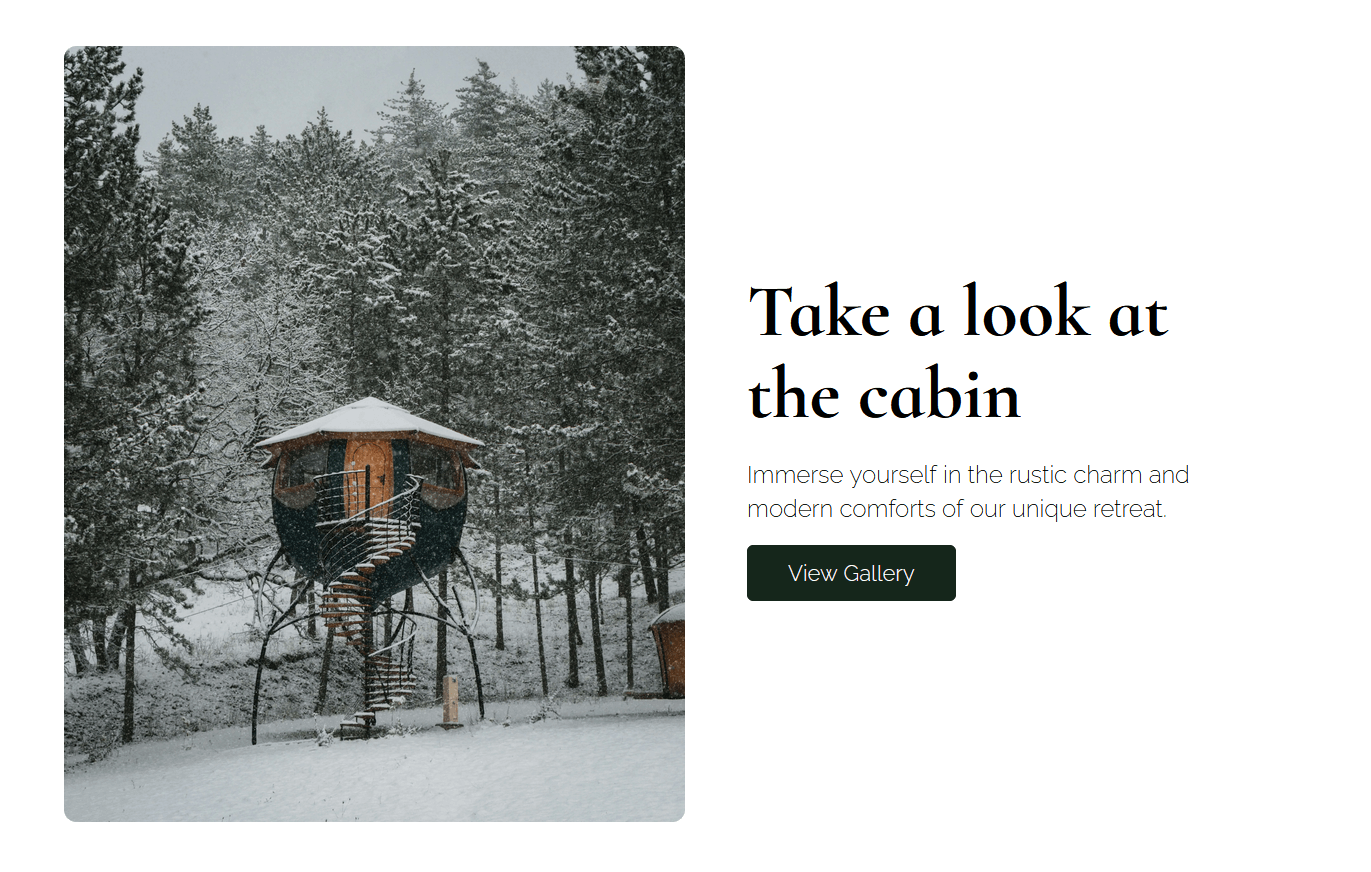 Take a look at
the cabin
Immerse yourself in the rustic charm and
modern comforts of our unique retreat.
View Gallery